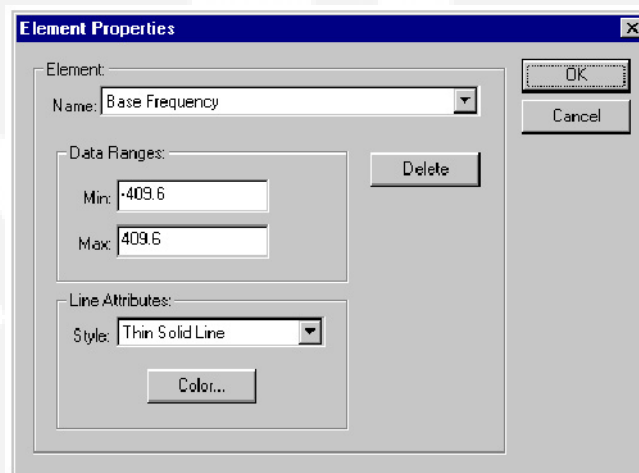 Element Properties
Element:
Name: Base Frequency
OK
Cancel
Data Ranges:
Min: -409.6
Max: 409.6
Delete
Line Attributes:
Style: Thin Solid Line
Color...